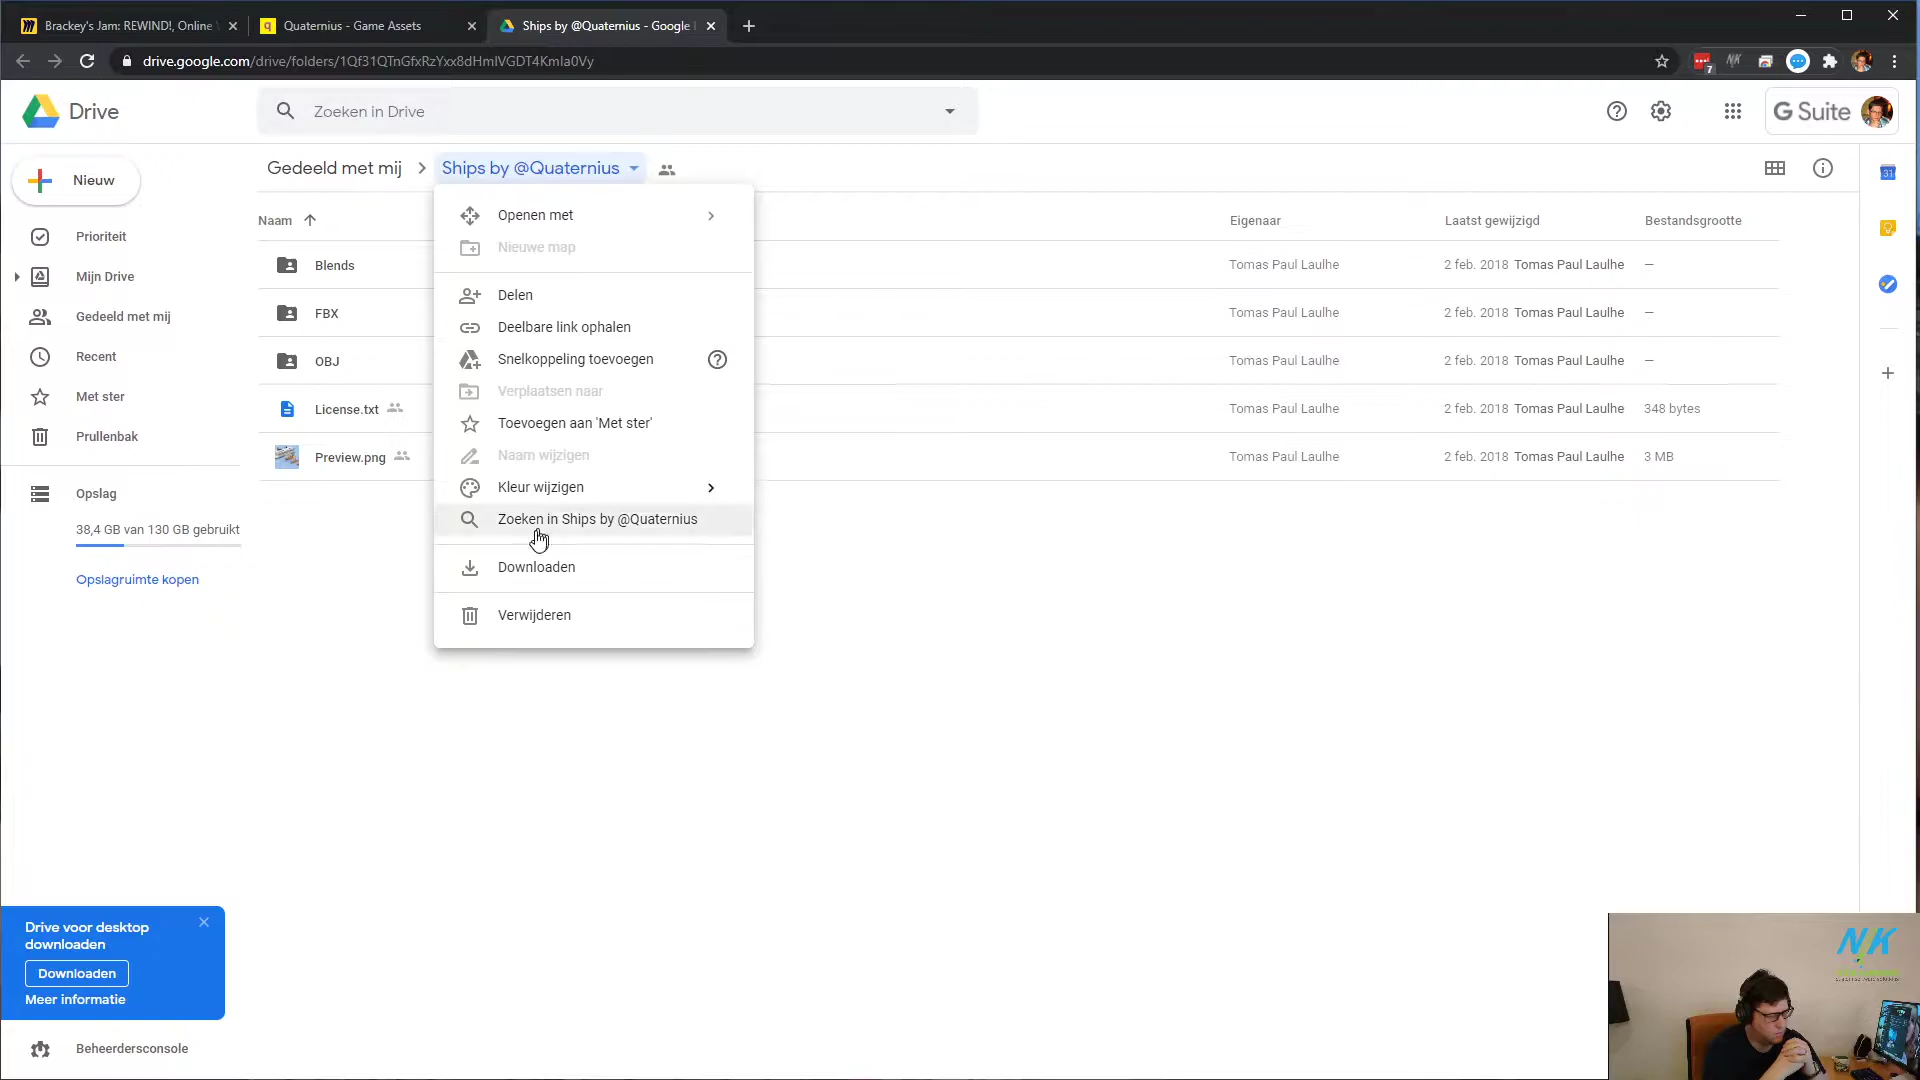 Brackey's Jam: REWIND!, Online
Quaternius - Game Assets
Ships by @Quaternius - Google
drive.google.com/drive/folders/1Qf31QTnGfxRzYxx8dHmIVGDT4Kmla0Vy
7
NK
Drive
Zoeken in Drive
G Suite
Nieuw
Gedeeld met mij
Ships by @Quaternius
31
Naam
Eigenaar
Laatst gewijzigd
Bestandsgrootte
Prioriteit
Mijn Drive
Gedeeld met mij
Recent
Met ster
Prullenbak
Opslag
38,4 GB van 130 GB gebruikt
Opslagruimte kopen
Blends
Tomas Paul Laulhe
2 feb. 2018 Tomas Paul Laulhe
—
FBX
Tomas Paul Laulhe
2 feb. 2018 Tomas Paul Laulhe
—
OBJ
Tomas Paul Laulhe
2 feb. 2018 Tomas Paul Laulhe
—
License.txt
Tomas Paul Laulhe
2 feb. 2018 Tomas Paul Laulhe
348 bytes
Preview.png
Tomas Paul Laulhe
2 feb. 2018 Tomas Paul Laulhe
3 MB
Openen met
Nieuwe map
Delen
Deelbare link ophalen
Snelkoppeling toevoegen
Verplaatsen naar
Toevoegen aan 'Met ster'
Naam wijzigen
Kleur wijzigen
Zoeken in Ships by @Quaternius
Downloaden
Verwijderen
Drive voor desktop
downloaden
Downloaden
Meer informatie
Beheerdersconsole
NK